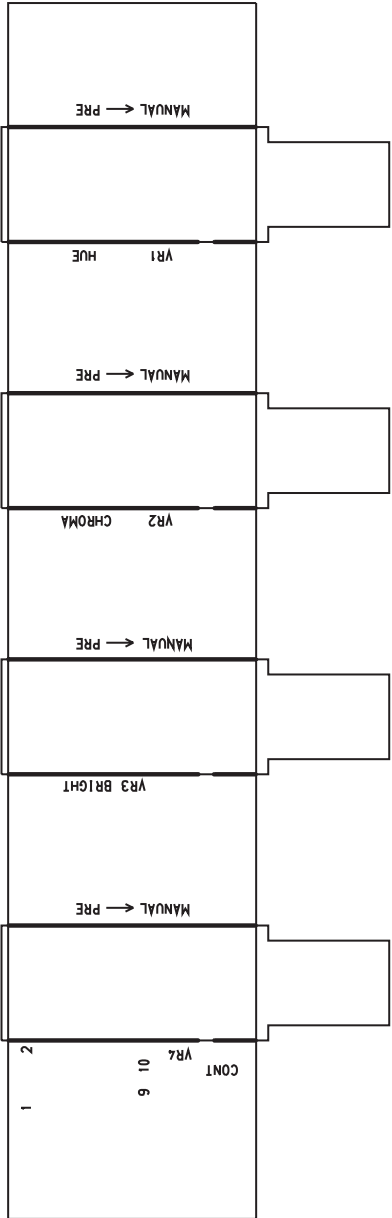 MANUAL → PRE
VR1 HUE
MANUAL → PRE
VR2 CHROMA
MANUAL → PRE
VR3 BRIGHT
MANUAL → PRE
2
VR4
10
CONT
9
1